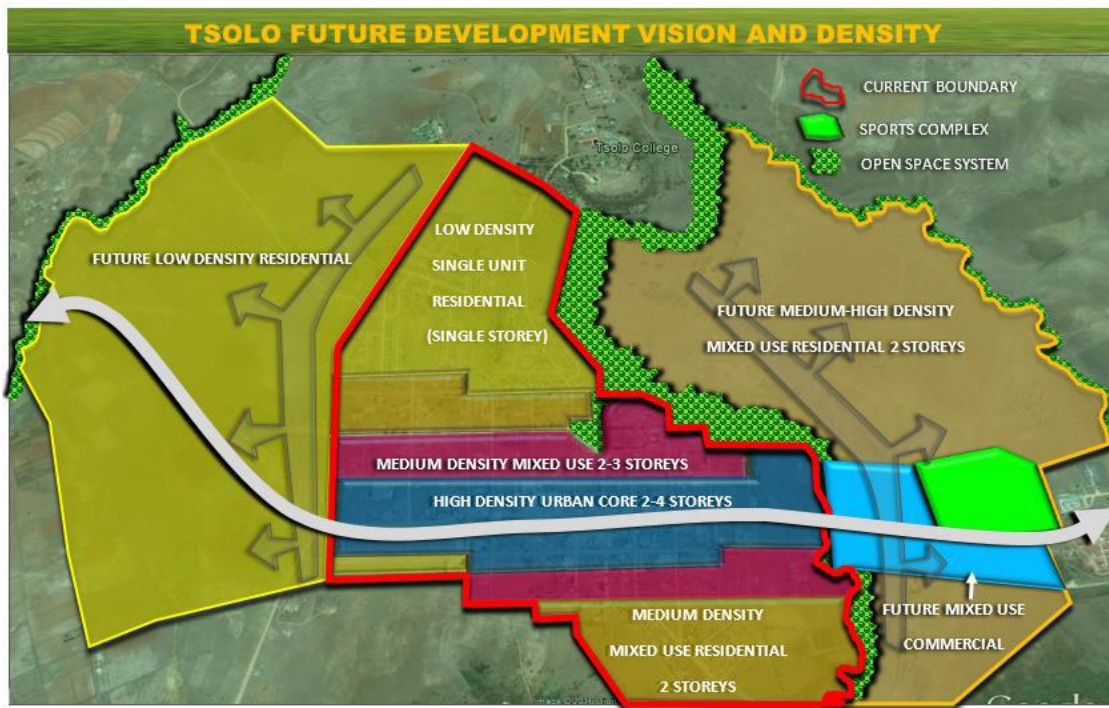 TSOLO FUTURE DEVELOPMENT VISION AND DENSITY
CURRENT BOUNDARY
SPORTS COMPLEX
OPEN SPACE SYSTEM
Tsolo College
FUTURE LOW DENSITY RESIDENTIAL
LOW DENSITY
SINGLE UNIT
RESIDENTIAL
(SINGLE STOREY)
FUTURE MEDIUM-HIGH DENSITY
MIXED USE RESIDENTIAL 2 STOREYS
MEDIUM DENSITY MIXED USE 2-3 STOREYS
HIGH DENSITY URBAN CORE 2-4 STOREYS
MEDIUM DENSITY
MIXED USE RESIDENTIAL
2 STOREYS
FUTURE MIXED USE
COMMERCIAL